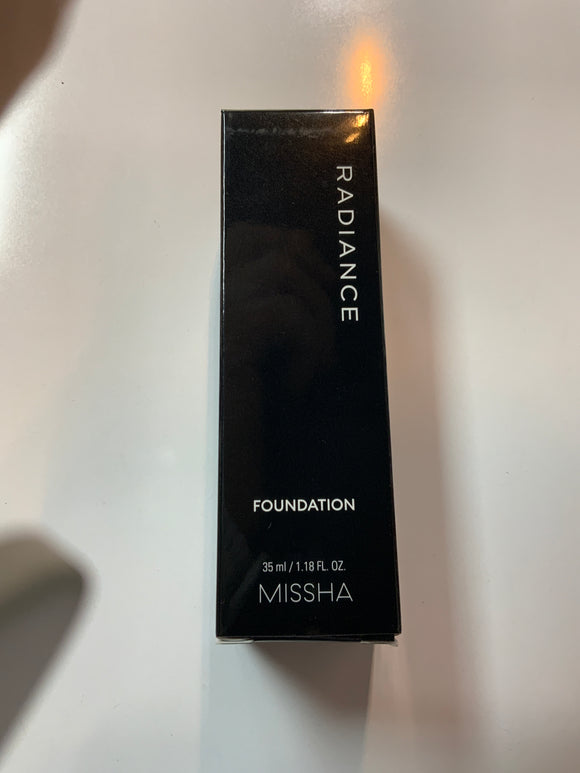 RADIANCE
FOUNDATION
35 ml / 1.18 FL. OZ.
MISSHA